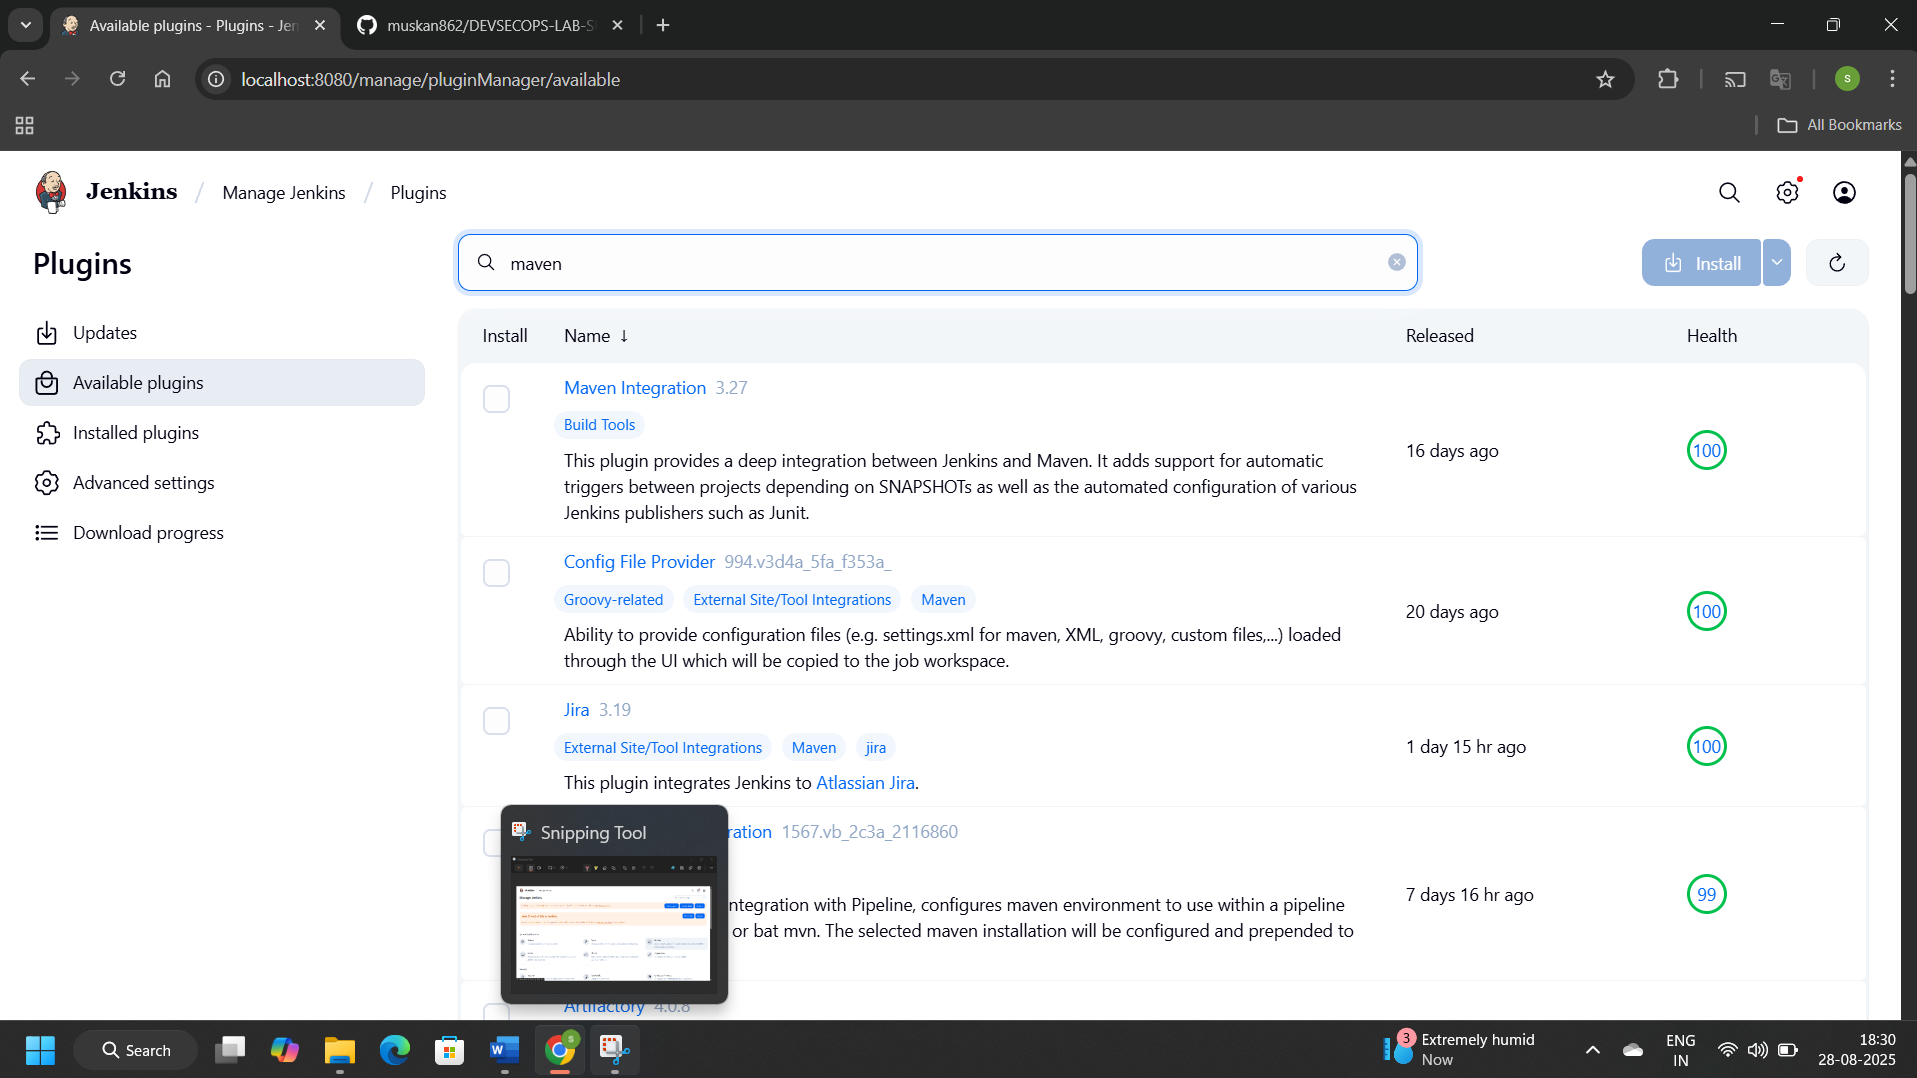 Available plugins - Plugins - Jen
muskan862/DEVSECOPS-LAB-S
localhost:8080/manage/pluginManager/available
S
All Bookmarks
Jenkins / Manage Jenkins / Plugins
Plugins
maven
Install
Updates
Available plugins
Installed plugins
Advanced settings
Download progress
Install Name ↓ Released Health
Maven Integration 3.27
Build Tools
This plugin provides a deep integration between Jenkins and Maven. It adds support for automatic
triggers between projects depending on SNAPSHOTs as well as the automated configuration of various
Jenkins publishers such as Junit.
16 days ago
100
Config File Provider 994.v3d4a_5fa_f353a_
Groovy-related External Site/Tool Integrations Maven
Ability to provide configuration files (e.g. settings.xml for maven, XML, groovy, custom files,...) loaded
through the UI which will be copied to the job workspace.
20 days ago
100
Jira 3.19
External Site/Tool Integrations Maven jira
This plugin integrates Jenkins to Atlassian Jira.
1 day 15 hr ago
100
ration 1567.vb_2c3a_2116860
ntegration with Pipeline, configures maven environment to use within a pipeline
or bat mvn. The selected maven installation will be configured and prepended to
7 days 16 hr ago
99
Snipping Tool
Artifactory 4.0.8
Search
3
Extremely humid
Now
ENG
IN
18:30
28-08-2025